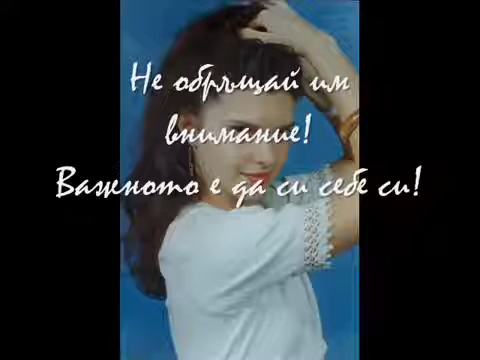 Не обръщай им
внимание!
Важното е да си себе си!